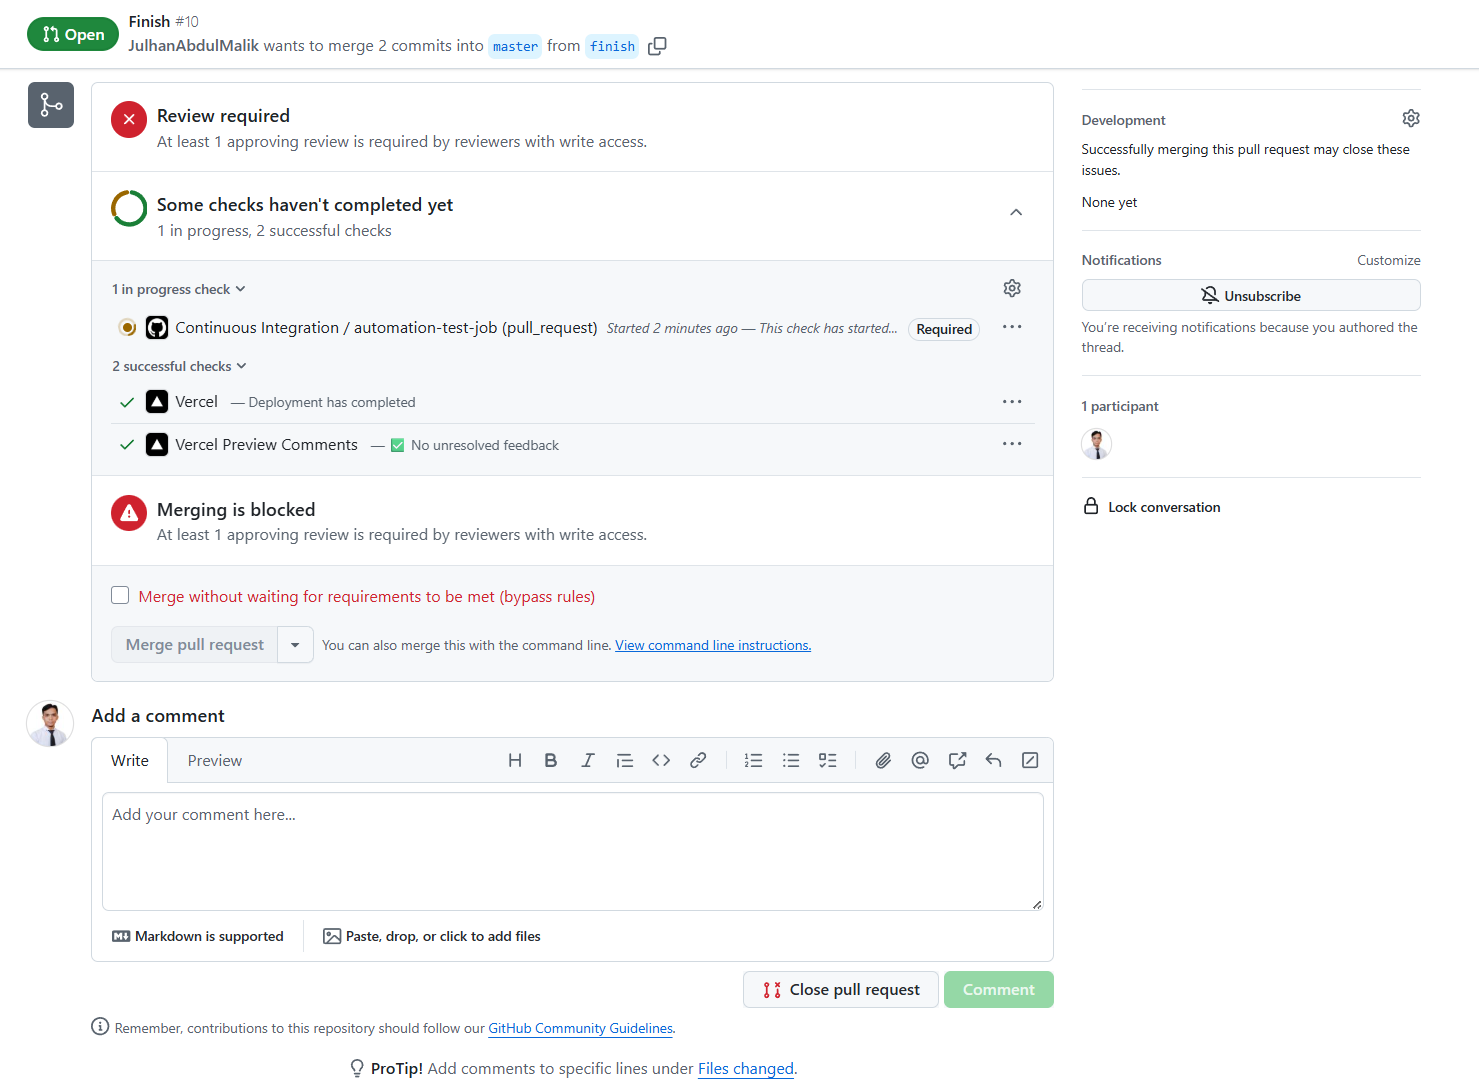 Open
Finish #10
JulhanAbdulMalik wants to merge 2 commits into master from finish
Review required
At least 1 approving review is required by reviewers with write access.
Some checks haven't completed yet
1 in progress, 2 successful checks
1 in progress check
Continuous Integration / automation-test-job (pull_request) Started 2 minutes ago — This check has started... Required
2 successful checks
Vercel — Deployment has completed
Vercel Preview Comments — ✅ No unresolved feedback
Merging is blocked
At least 1 approving review is required by reviewers with write access.
Merge without waiting for requirements to be met (bypass rules)
Merge pull request You can also merge this with the command line. View command line instructions.
Add a comment
Write Preview
Add your comment here...
Markdown is supported Paste, drop, or click to add files
Close pull request Comment
Remember, contributions to this repository should follow our GitHub Community Guidelines.
ProTip! Add comments to specific lines under Files changed.
Development
Successfully merging this pull request may close these
issues.
None yet
Notifications Customize
Unsubscribe
You're receiving notifications because you authored the
thread.
1 participant
Lock conversation